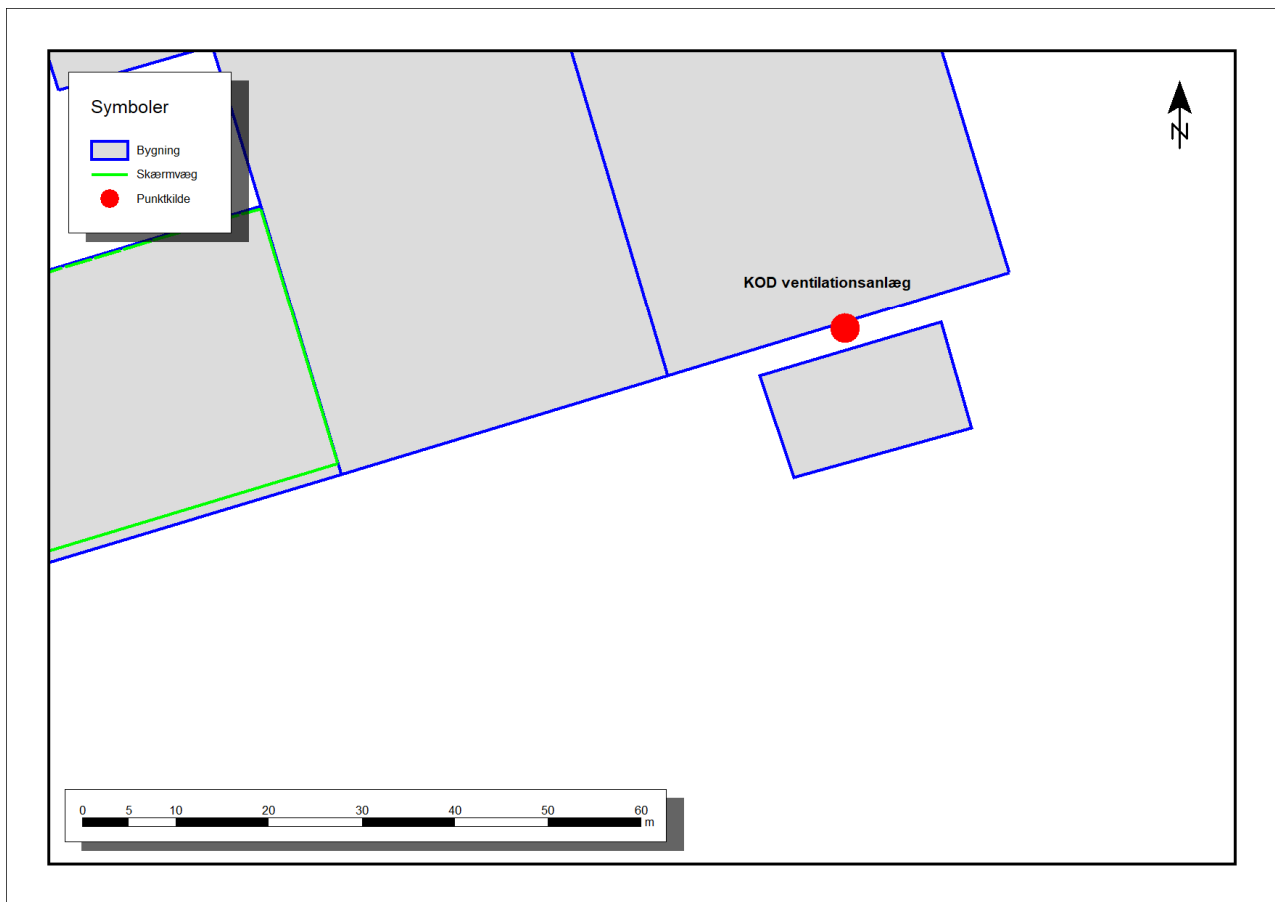 Symboler
Bygning
Skærmvæg
Punktkilde
N
KOD ventilationsanlæg
0 5 10 20 30 40 50 60
m